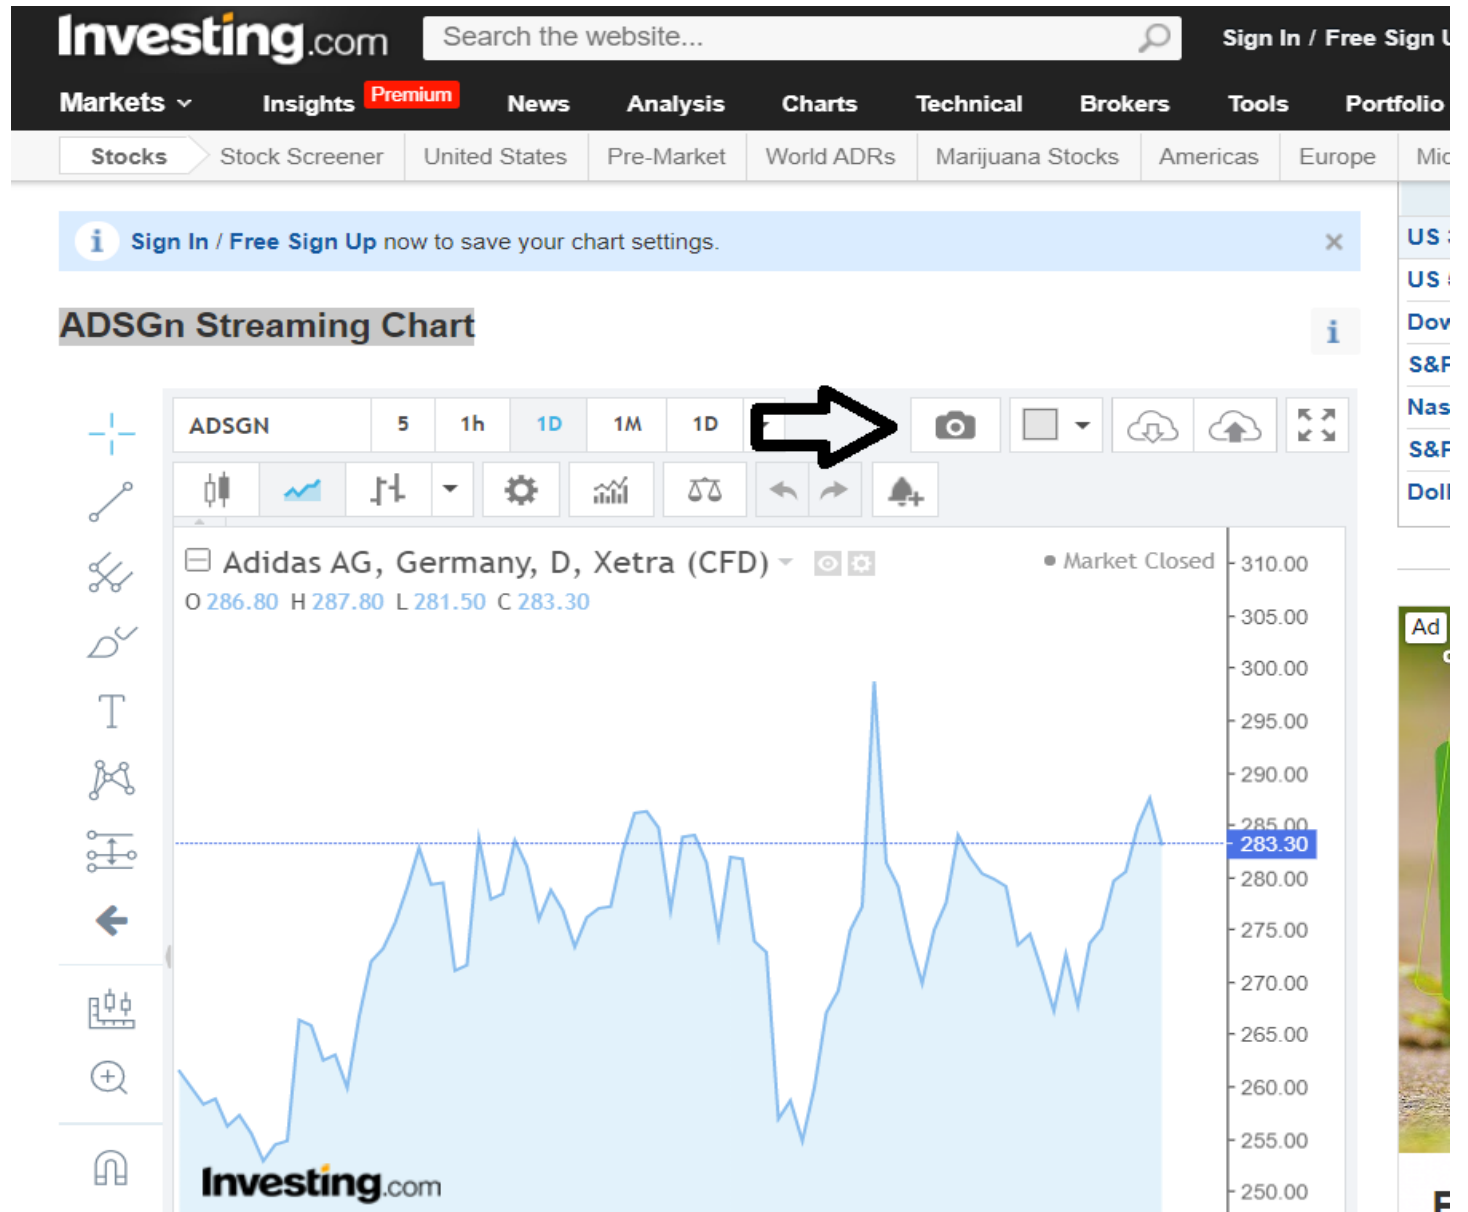 Investing.com
Search the website...
Sign In / Free Sign
Markets
Insights Premium
News
Analysis
Charts
Technical
Brokers
Tools
Portfolio
Stocks
Stock Screener
United States
Pre-Market
World ADRs
Marijuana Stocks
Americas
Europe
i Sign In / Free Sign Up now to save your chart settings.
×
US
US
ADSGn Streaming Chart
i
S&P
ADSGN
5
1h
1D
1M
1D
S&P
Adidas AG, Germany, D, Xetra (CFD)
Market Closed
O 286.80 H 287.80 L 281.50 C 283.30
310.00
305.00
300.00
295.00
290.00
285.00
283.30
280.00
275.00
270.00
265.00
260.00
255.00
250.00
T
Ad
Investing.com